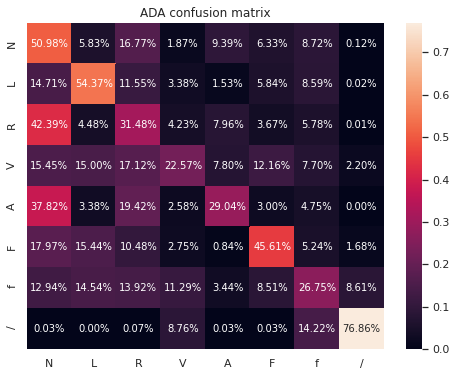 ADA confusion matrix
N 50.98% 5.83% 16.77% 1.87% 9.39% 6.33% 8.72% 0.12%
L 14.71% 54.37% 11.55% 3.38% 1.53% 5.84% 8.59% 0.02%
R 42.39% 4.48% 31.48% 4.23% 7.96% 3.67% 5.78% 0.01%
V 15.45% 15.00% 17.12% 22.57% 7.80% 12.16% 7.70% 2.20%
A 37.82% 3.38% 19.42% 2.58% 29.04% 3.00% 4.75% 0.00%
F 17.97% 15.44% 10.48% 2.75% 0.84% 45.61% 5.24% 1.68%
f 12.94% 14.54% 13.92% 11.29% 3.44% 8.51% 26.75% 8.61%
/ 0.03% 0.00% 0.07% 8.76% 0.03% 0.03% 14.22% 76.86%
N L R V A F f /
0.7
0.6
0.5
0.4
0.3
0.2
0.1
0.0